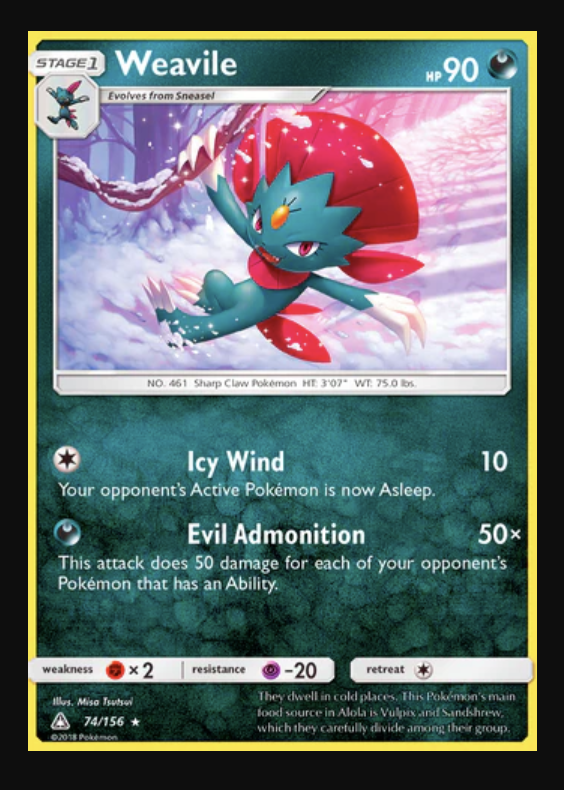 STAGE1 Weavile HP90
Evolves from Sneasel
NO. 461 Sharp Claw Pokémon HT: 3'07" WT: 75.0 lbs.
Icy Wind 10
Your opponent's Active Pokémon is now Asleep.
Evil Admonition 50×
This attack does 50 damage for each of your opponent's
Pokémon that has an Ability.
weakness ×2 resistance -20 retreat
Illus. Misa Tsutsui
74/156
©2018 Pokémon
They dwell in cold places. This Pokémon's main
food source in Alola is Vulpix and Sandshrew,
which they carefully divide among their group.